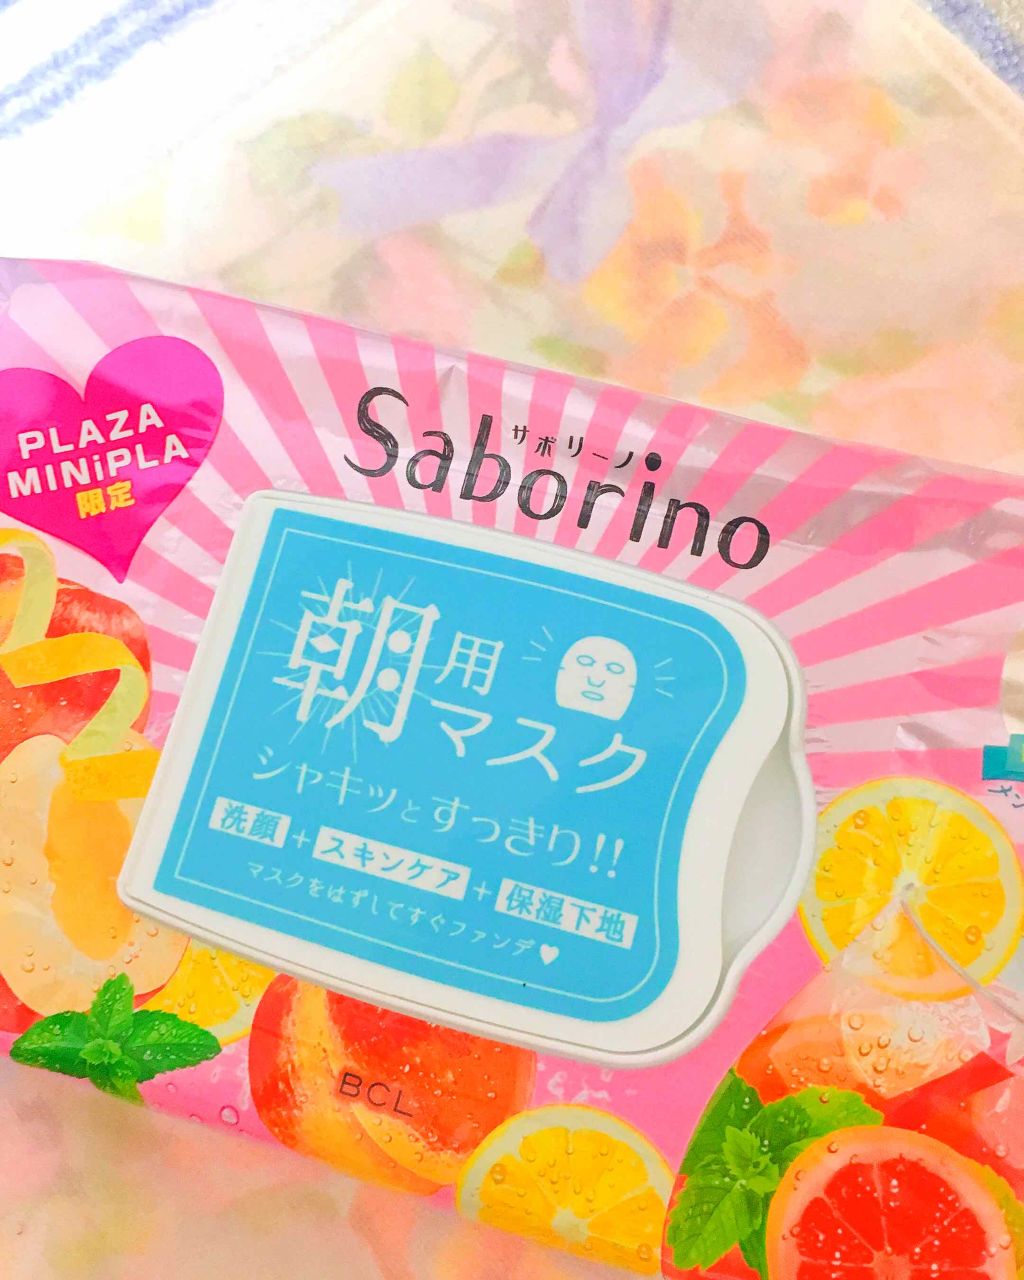 PLAZA
MINiPLA
限定
サボリーノ
Saborino
朝用
マスク
シャキッとすっきり!!
洗顔+スキンケア+保湿下地
マスクをはずしてすぐファンデ♥
BCL